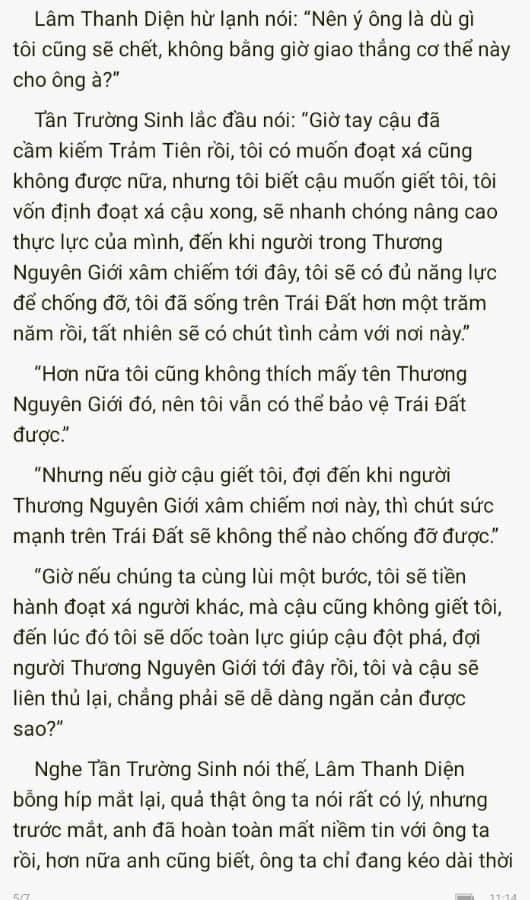 Lâm Thanh Diện hừ lạnh nói: “Nên ý ông là dù gì
tôi cũng sẽ chết, không bằng giờ giao thẳng cơ thể này
cho ông à?”
Tần Trường Sinh lắc đầu nói: “Giờ tay cậu đã
cầm kiếm Trảm Tiên rồi, tôi có muốn đoạt xá cũng
không được nữa, nhưng tôi biết cậu muốn giết tôi, tôi
vốn định đoạt xá cậu xong, sẽ nhanh chóng nâng cao
thực lực của mình, đến khi người trong Thương
Nguyên Giới xâm chiếm tới đây, tôi sẽ có đủ năng lực
để chống đỡ, tôi đã sống trên Trái Đất hơn một trăm
năm rồi, tất nhiên sẽ có chút tình cảm với nơi này.”
“Hơn nữa tôi cũng không thích mấy tên Thương
Nguyên Giới đó, nên tôi vẫn có thể bảo vệ Trái Đất
được.”
“Nhưng nếu giờ cậu giết tôi, đợi đến khi người
Thương Nguyên Giới xâm chiếm nơi này, thì chút sức
mạnh trên Trái Đất sẽ không thể nào chống đỡ được.”
“Giờ nếu chúng ta cùng lùi một bước, tôi sẽ tiền
hành đoạt xá người khác, mà cậu cũng không giết tôi,
đến lúc đó tôi sẽ dốc toàn lực giúp cậu đột phá, đợi
người Thương Nguyên Giới tới đây rồi, tôi và cậu sẽ
liên thủ lại, chẳng phải sẽ dễ dàng ngăn cản được
sao?”
Nghe Tần Trường Sinh nói thế, Lâm Thanh Diện
bỗng híp mắt lại, quả thật ông ta nói rất có lý, nhưng
trước mắt, anh đã hoàn toàn mất niềm tin với ông ta
rồi, hơn nữa anh cũng biết, ông ta chỉ đang kéo dài thời
5/7
11:14